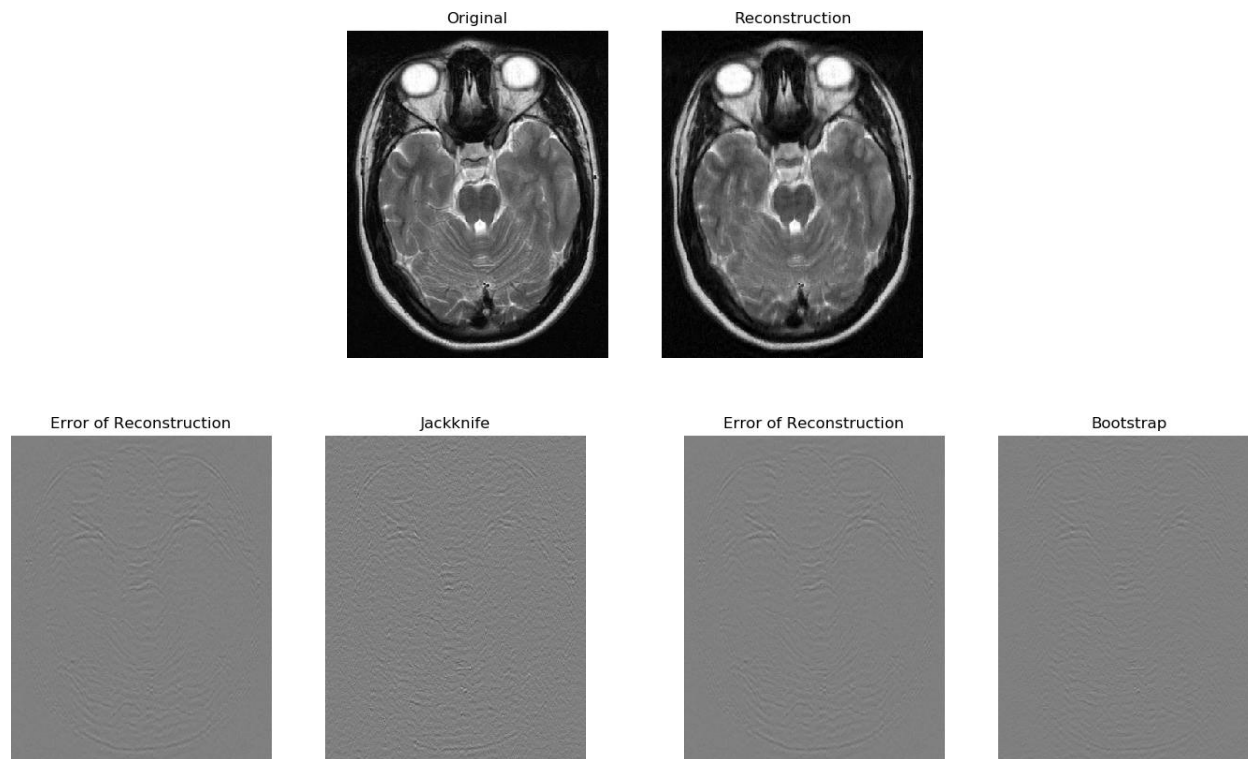 Original
Reconstruction
Error of Reconstruction
Jackknife
Error of Reconstruction
Bootstrap